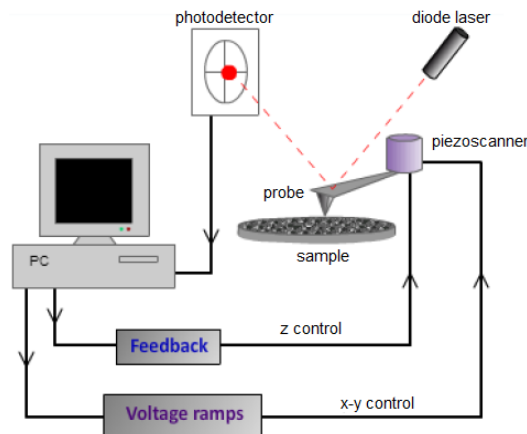 photodetector
diode laser
piezoscanner
probe
sample
PC
z control
Feedback
x-y control
Voltage ramps